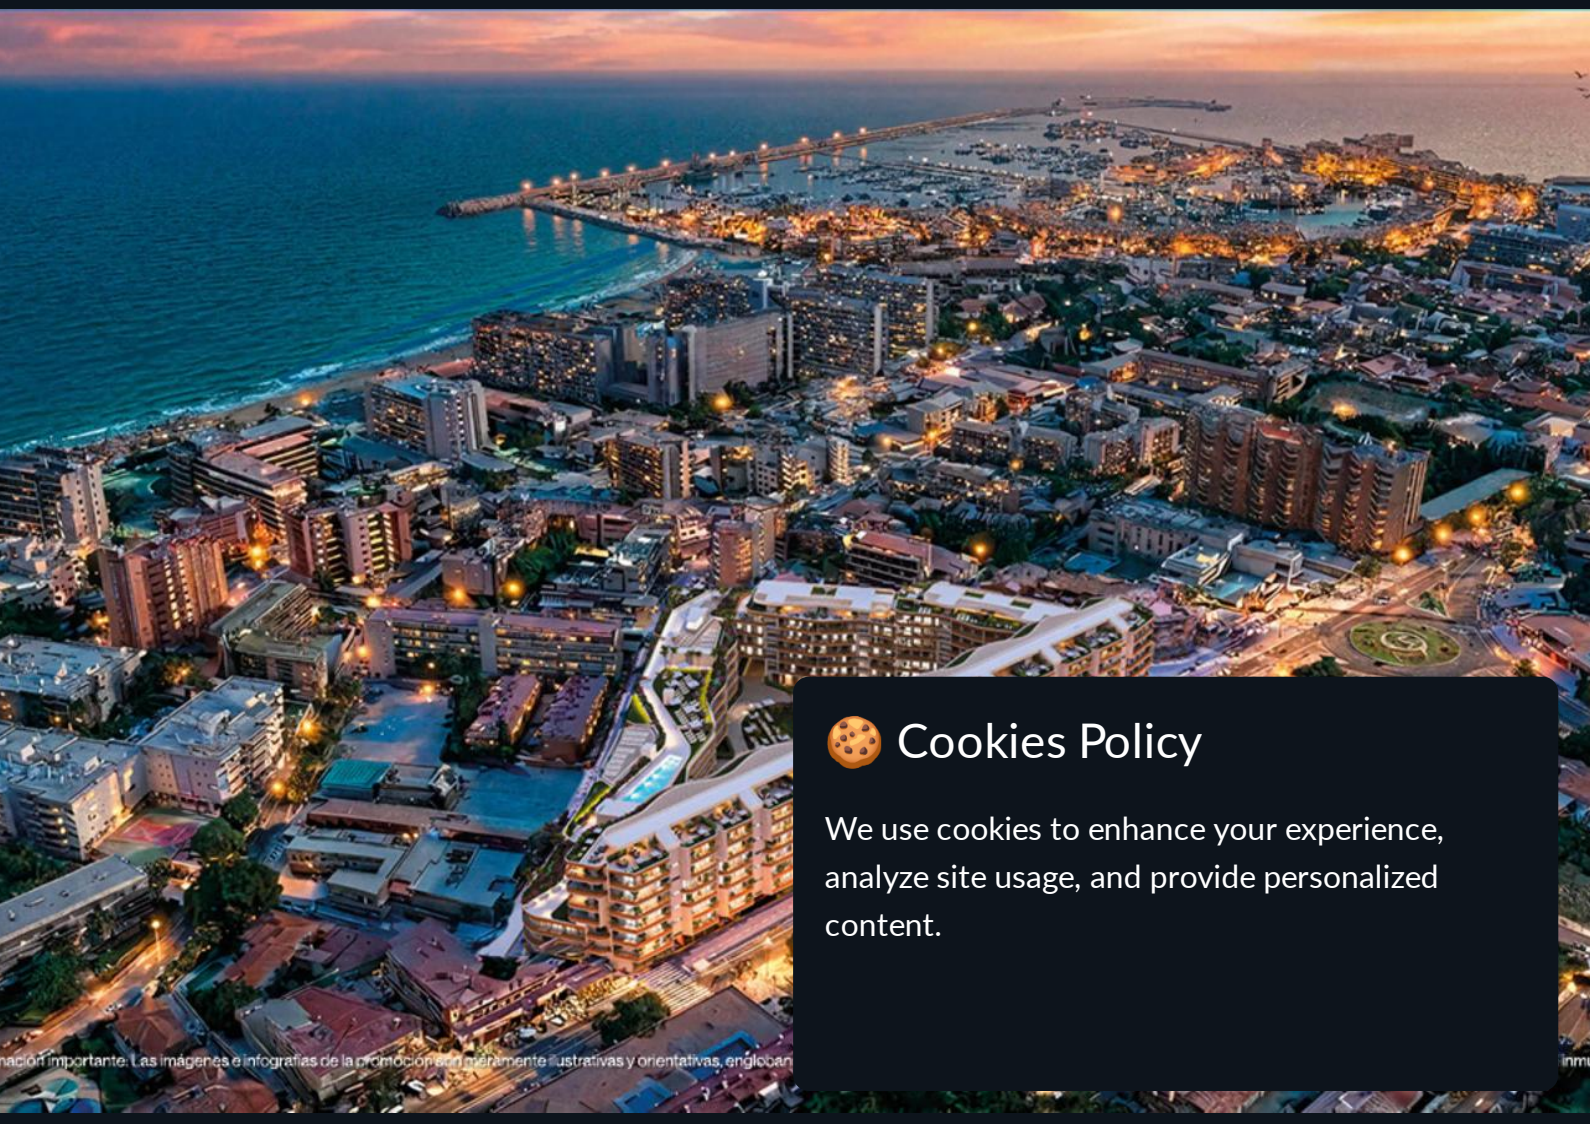 🍪 Cookies Policy
We use cookies to enhance your experience,
analyze site usage, and provide personalized
content.
importante. Las imágenes e infografías de la promoción son meramente ilustrativas y orientativas,